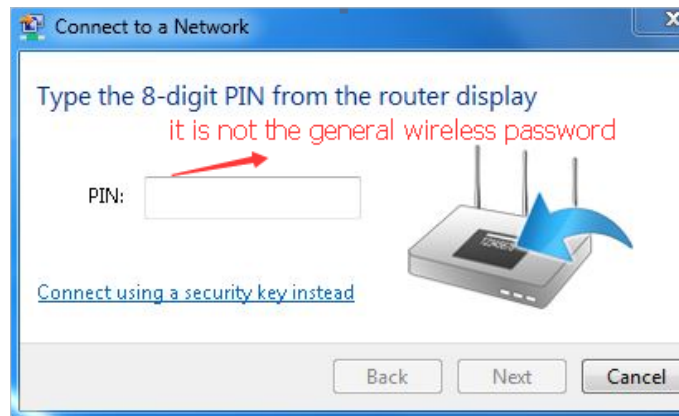 Connect to a Network
Type the 8-digit PIN from the router display
it is not the general wireless password
PIN:
Connect using a security key instead
Back Next Cancel